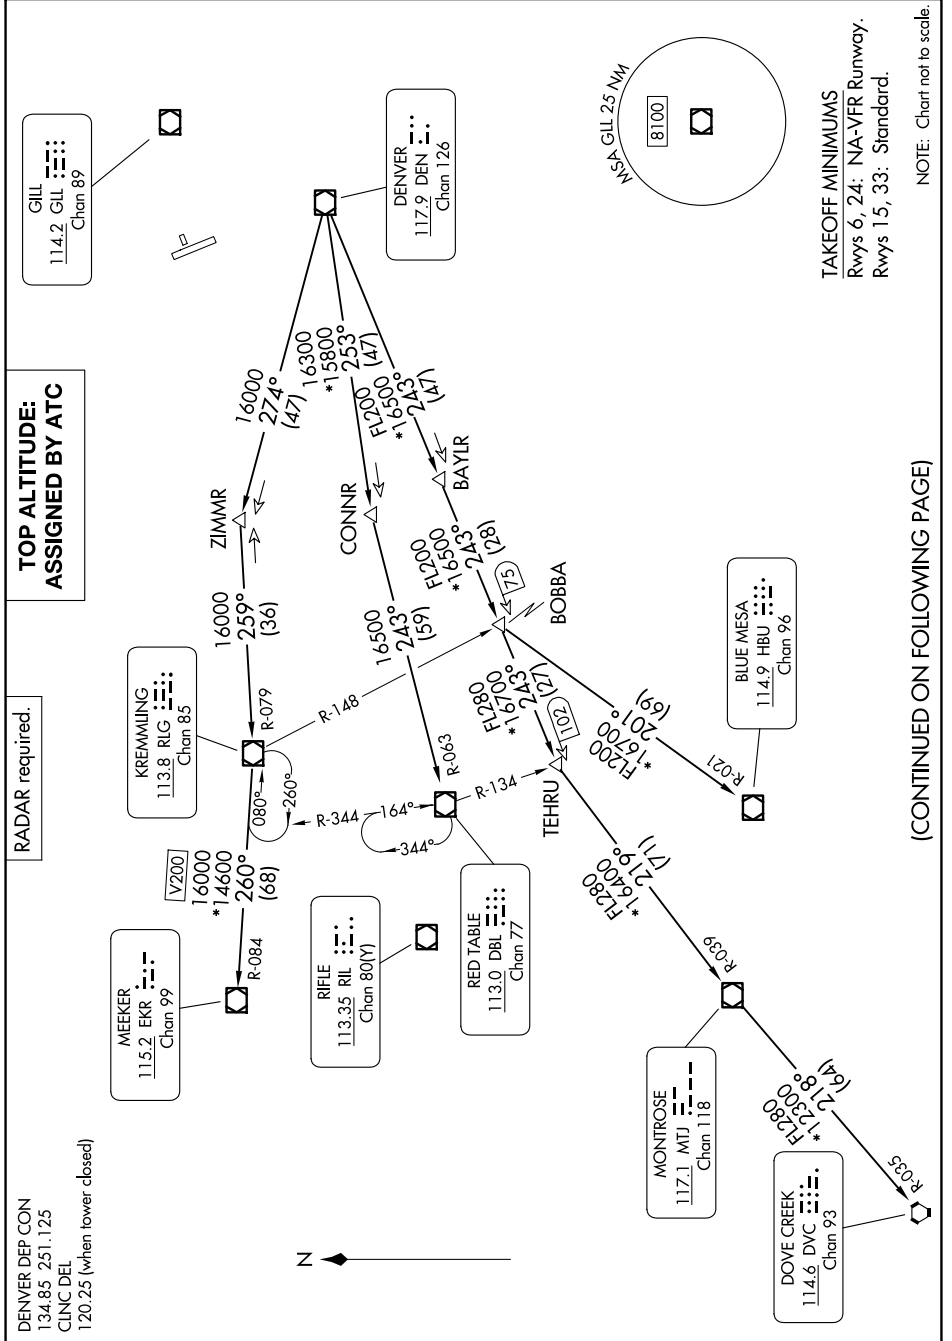 DENVER DEP CON
134.85 251.125
CLNC DEL
120.25 (when tower closed)
RADAR required.
TOP ALTITUDE:
ASSIGNED BY ATC
GILL
114.2 GLL
Chan 89
DENVER
117.9 DEN
Chan 126
KREMMLING
113.8 RLG
Chan 85
MEEKER
115.2 EKR
Chan 99
RIFLE
113.35 RIL
Chan 80(Y)
RED TABLE
113.0 DBL
Chan 77
BLUE MESA
114.9 HBU
Chan 96
MONTROSE
117.1 MTJ
Chan 118
DOVE CREEK
114.6 DVC
Chan 93
16000
274°
(47)
16300
*15800
253°
(47)
FL200
*16500
243°
(47)
ZIMMR
CONNR
BAYLR
16000
259°
(36)
R-079
16500
243°
(59)
R-063
FL200
*16500
243°
(28)
75
BOBBA
R-148
FL280
*16700
243°
(27)
102
TEHRU
R-134
FL200
*16700
201°
(69)
R-021
080°
260°
R-344
164°
344°
V200
16000
*14600
260°
(68)
R-084
FL280
*16400
219°
(71)
R-039
FL280
*12300
218°
(64)
R-035
N
MSA GLL 25 NM
8100
TAKEOFF MINIMUMS
Rwys 6, 24: NA-VFR Runway.
Rwys 15, 33: Standard.
NOTE: Chart not to scale.
(CONTINUED ON FOLLOWING PAGE)